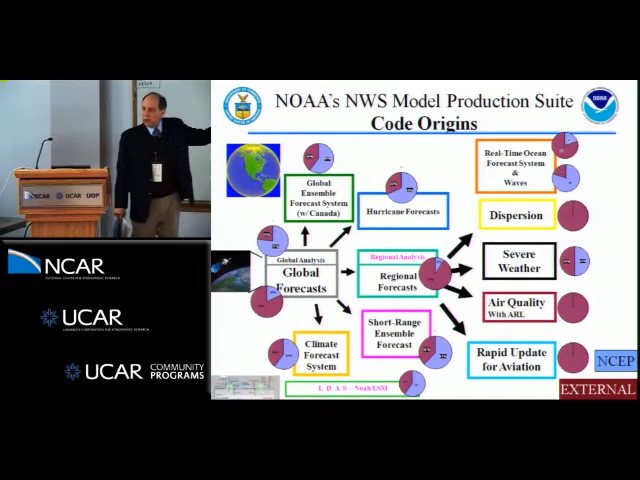 NOAA's NWS Model Production Suite
Code Origins
NOAA
Global
Ensemble
Forecast System
(w/ Canada)
Hurricane Forecasts
Real-Time Ocean
Forecast System
&
Waves
Dispersion
Global Analysis
Global
Forecasts
Regional Analysis
Regional
Forecasts
Severe
Weather
Air Quality
With ARL
Climate
Forecast
System
Short-Range
Ensemble
Forecast
Rapid Update
for Aviation
L D A S - Noah LSM
NCEP
EXTERNAL
NCAR
UCAR
UOP
NCAR
NATIONAL CENTER FOR ATMOSPHERIC RESEARCH
UCAR
UNIVERSITY CORPORATION FOR ATMOSPHERIC RESEARCH
UCAR
COMMUNITY
PROGRAMS